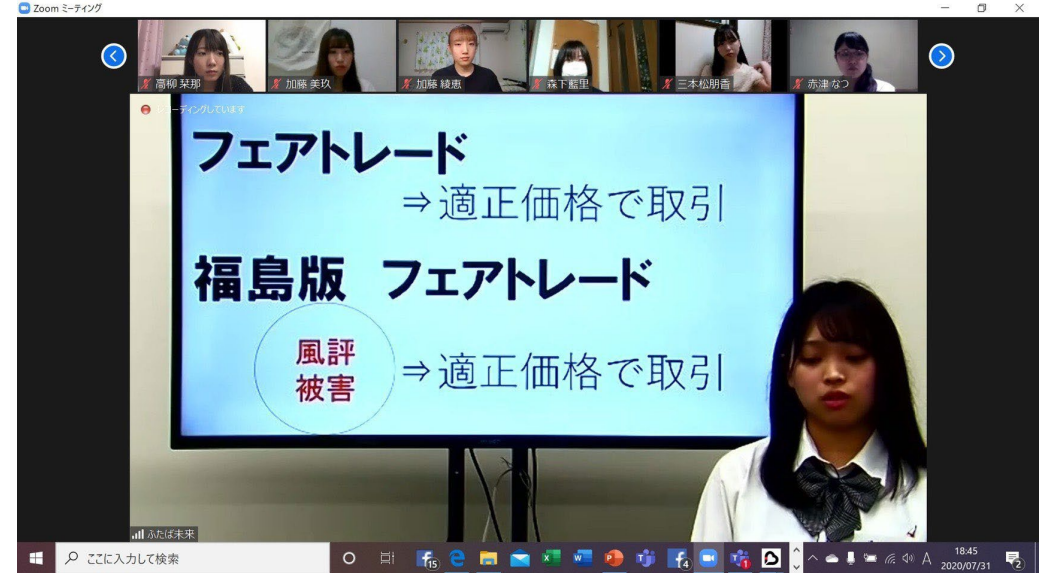 Zoom ミーティング
高柳 栞那
加藤 美玖
加藤 綾恵
森下藍里
三本松朋香
赤津なつ
レコーディングしています
フェアトレード
⇒適正価格で取引
福島版 フェアトレード
風評
被害
⇒適正価格で取引
ふたば未来
ここに入力して検索
15
4
1
A
18:45
2020/07/31
2